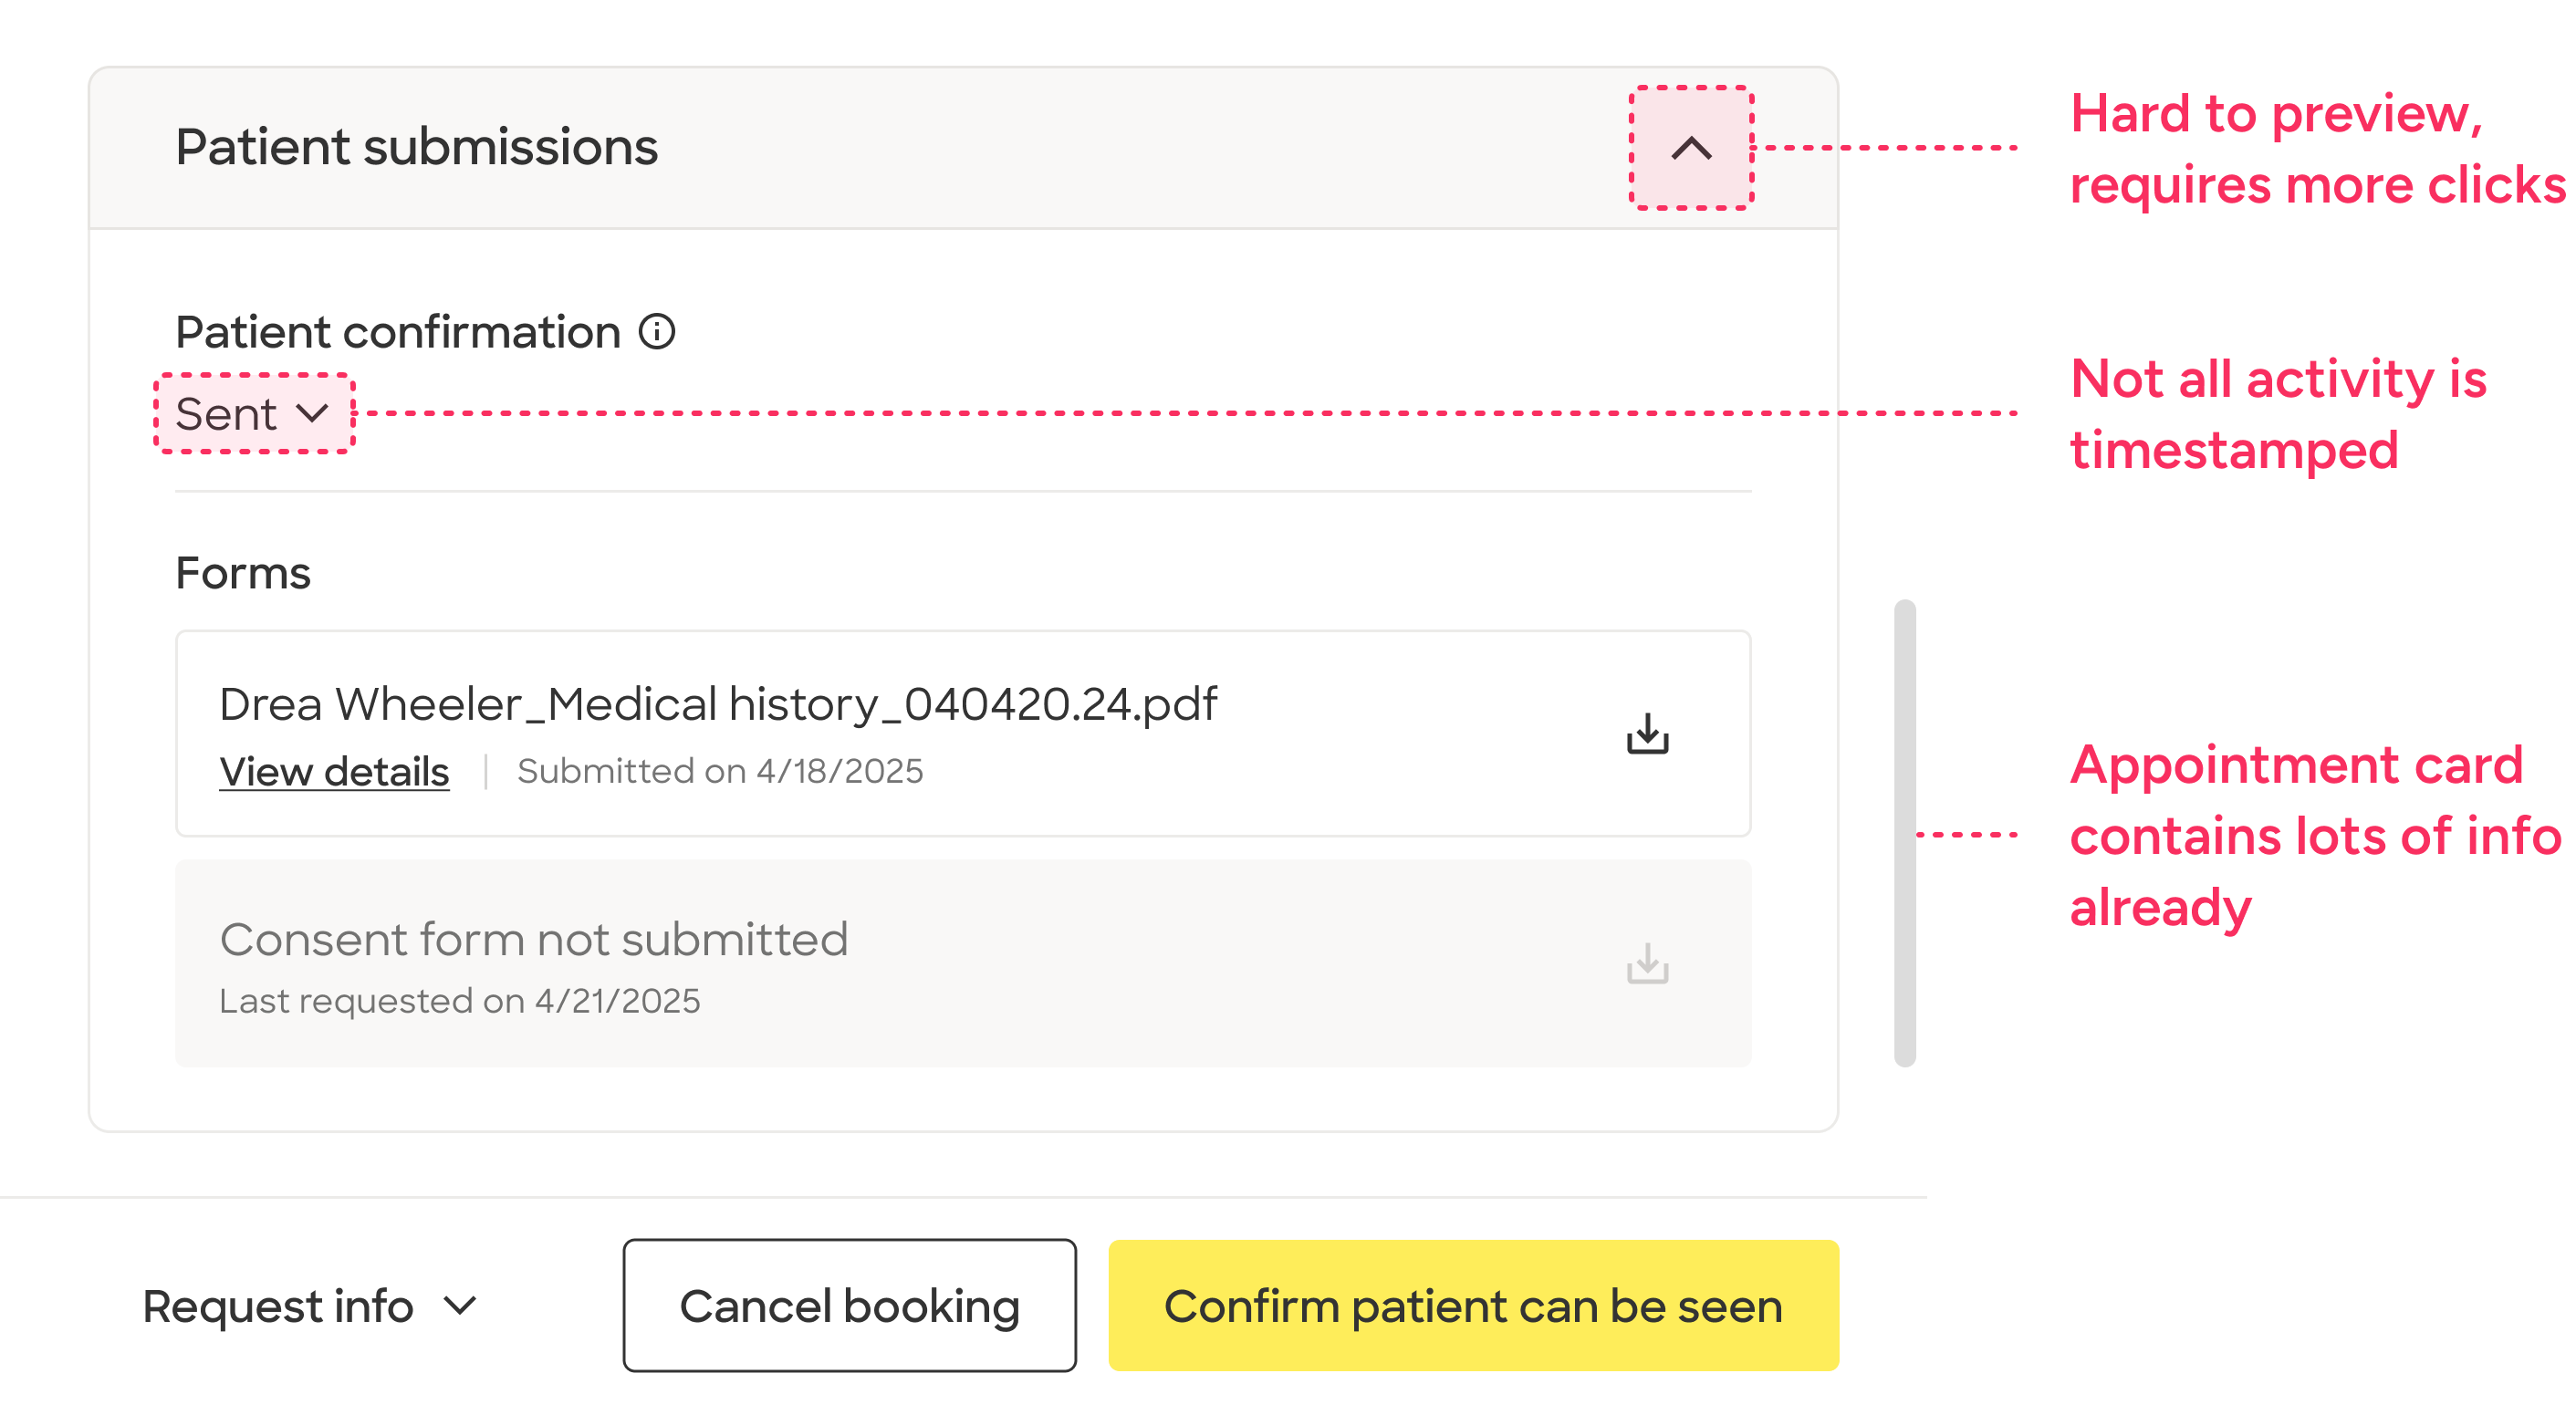 Patient submissions
Hard to preview,
requires more clicks
Patient confirmation
Sent
Not all activity is
timestamped
Forms
Drea Wheeler_Medical history_040420.24.pdf
View details
Submitted on 4/18/2025
Appointment card
contains lots of info
already
Consent form not submitted
Last requested on 4/21/2025
Request info
Cancel booking
Confirm patient can be seen